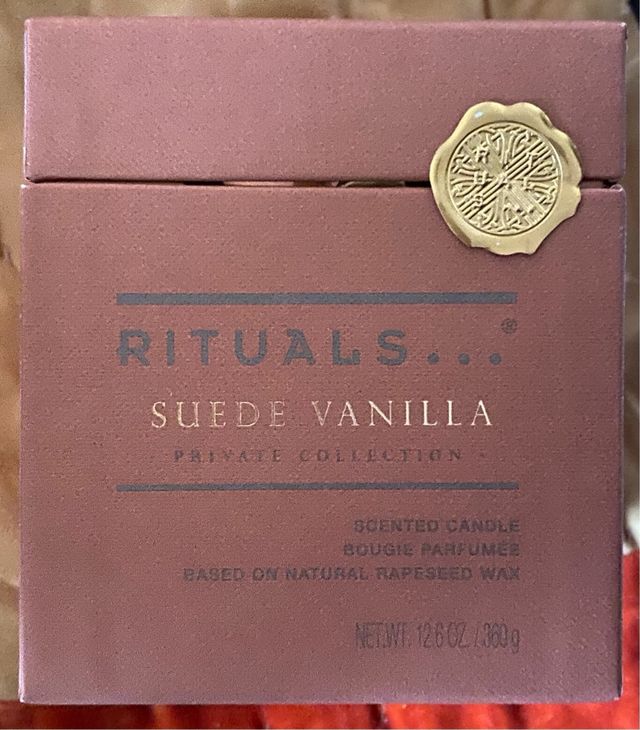 RITUALS...®
SUEDE VANILLA
- PRIVATE COLLECTION -
SCENTED CANDLE
BOUGIE PARFUMÉE
BASED ON NATURAL RAPESEED WAX
NET.WT. 12.6 OZ. / 360 g